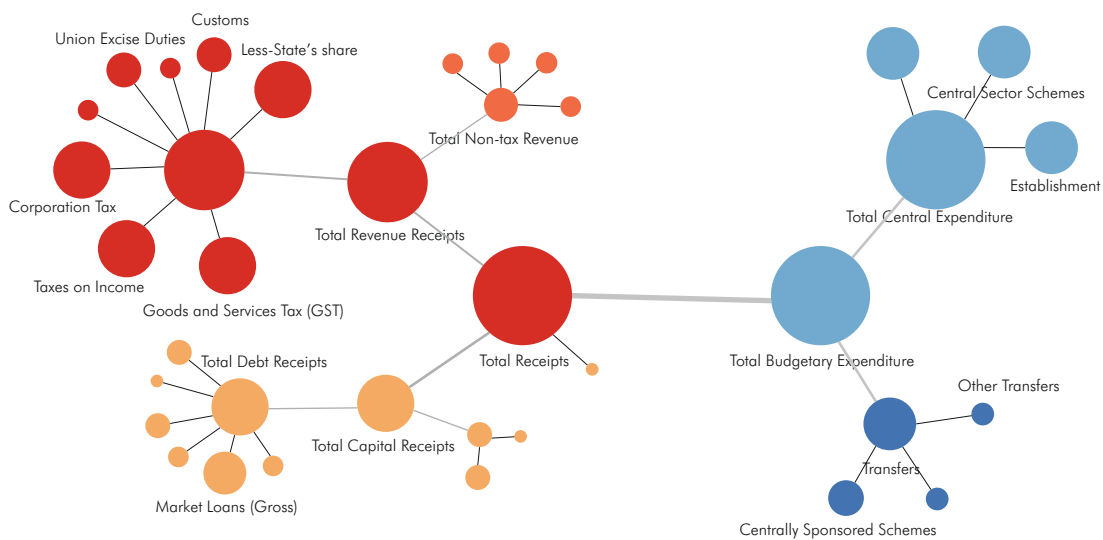 Customs
Union Excise Duties
Less-State's share
Total Non-tax Revenue
Central Sector Schemes
Establishment
Corporation Tax
Total Central Expenditure
Total Revenue Receipts
Taxes on Income
Goods and Services Tax (GST)
Total Debt Receipts
Total Receipts
Total Budgetary Expenditure
Other Transfers
Total Capital Receipts
Transfers
Market Loans (Gross)
Centrally Sponsored Schemes